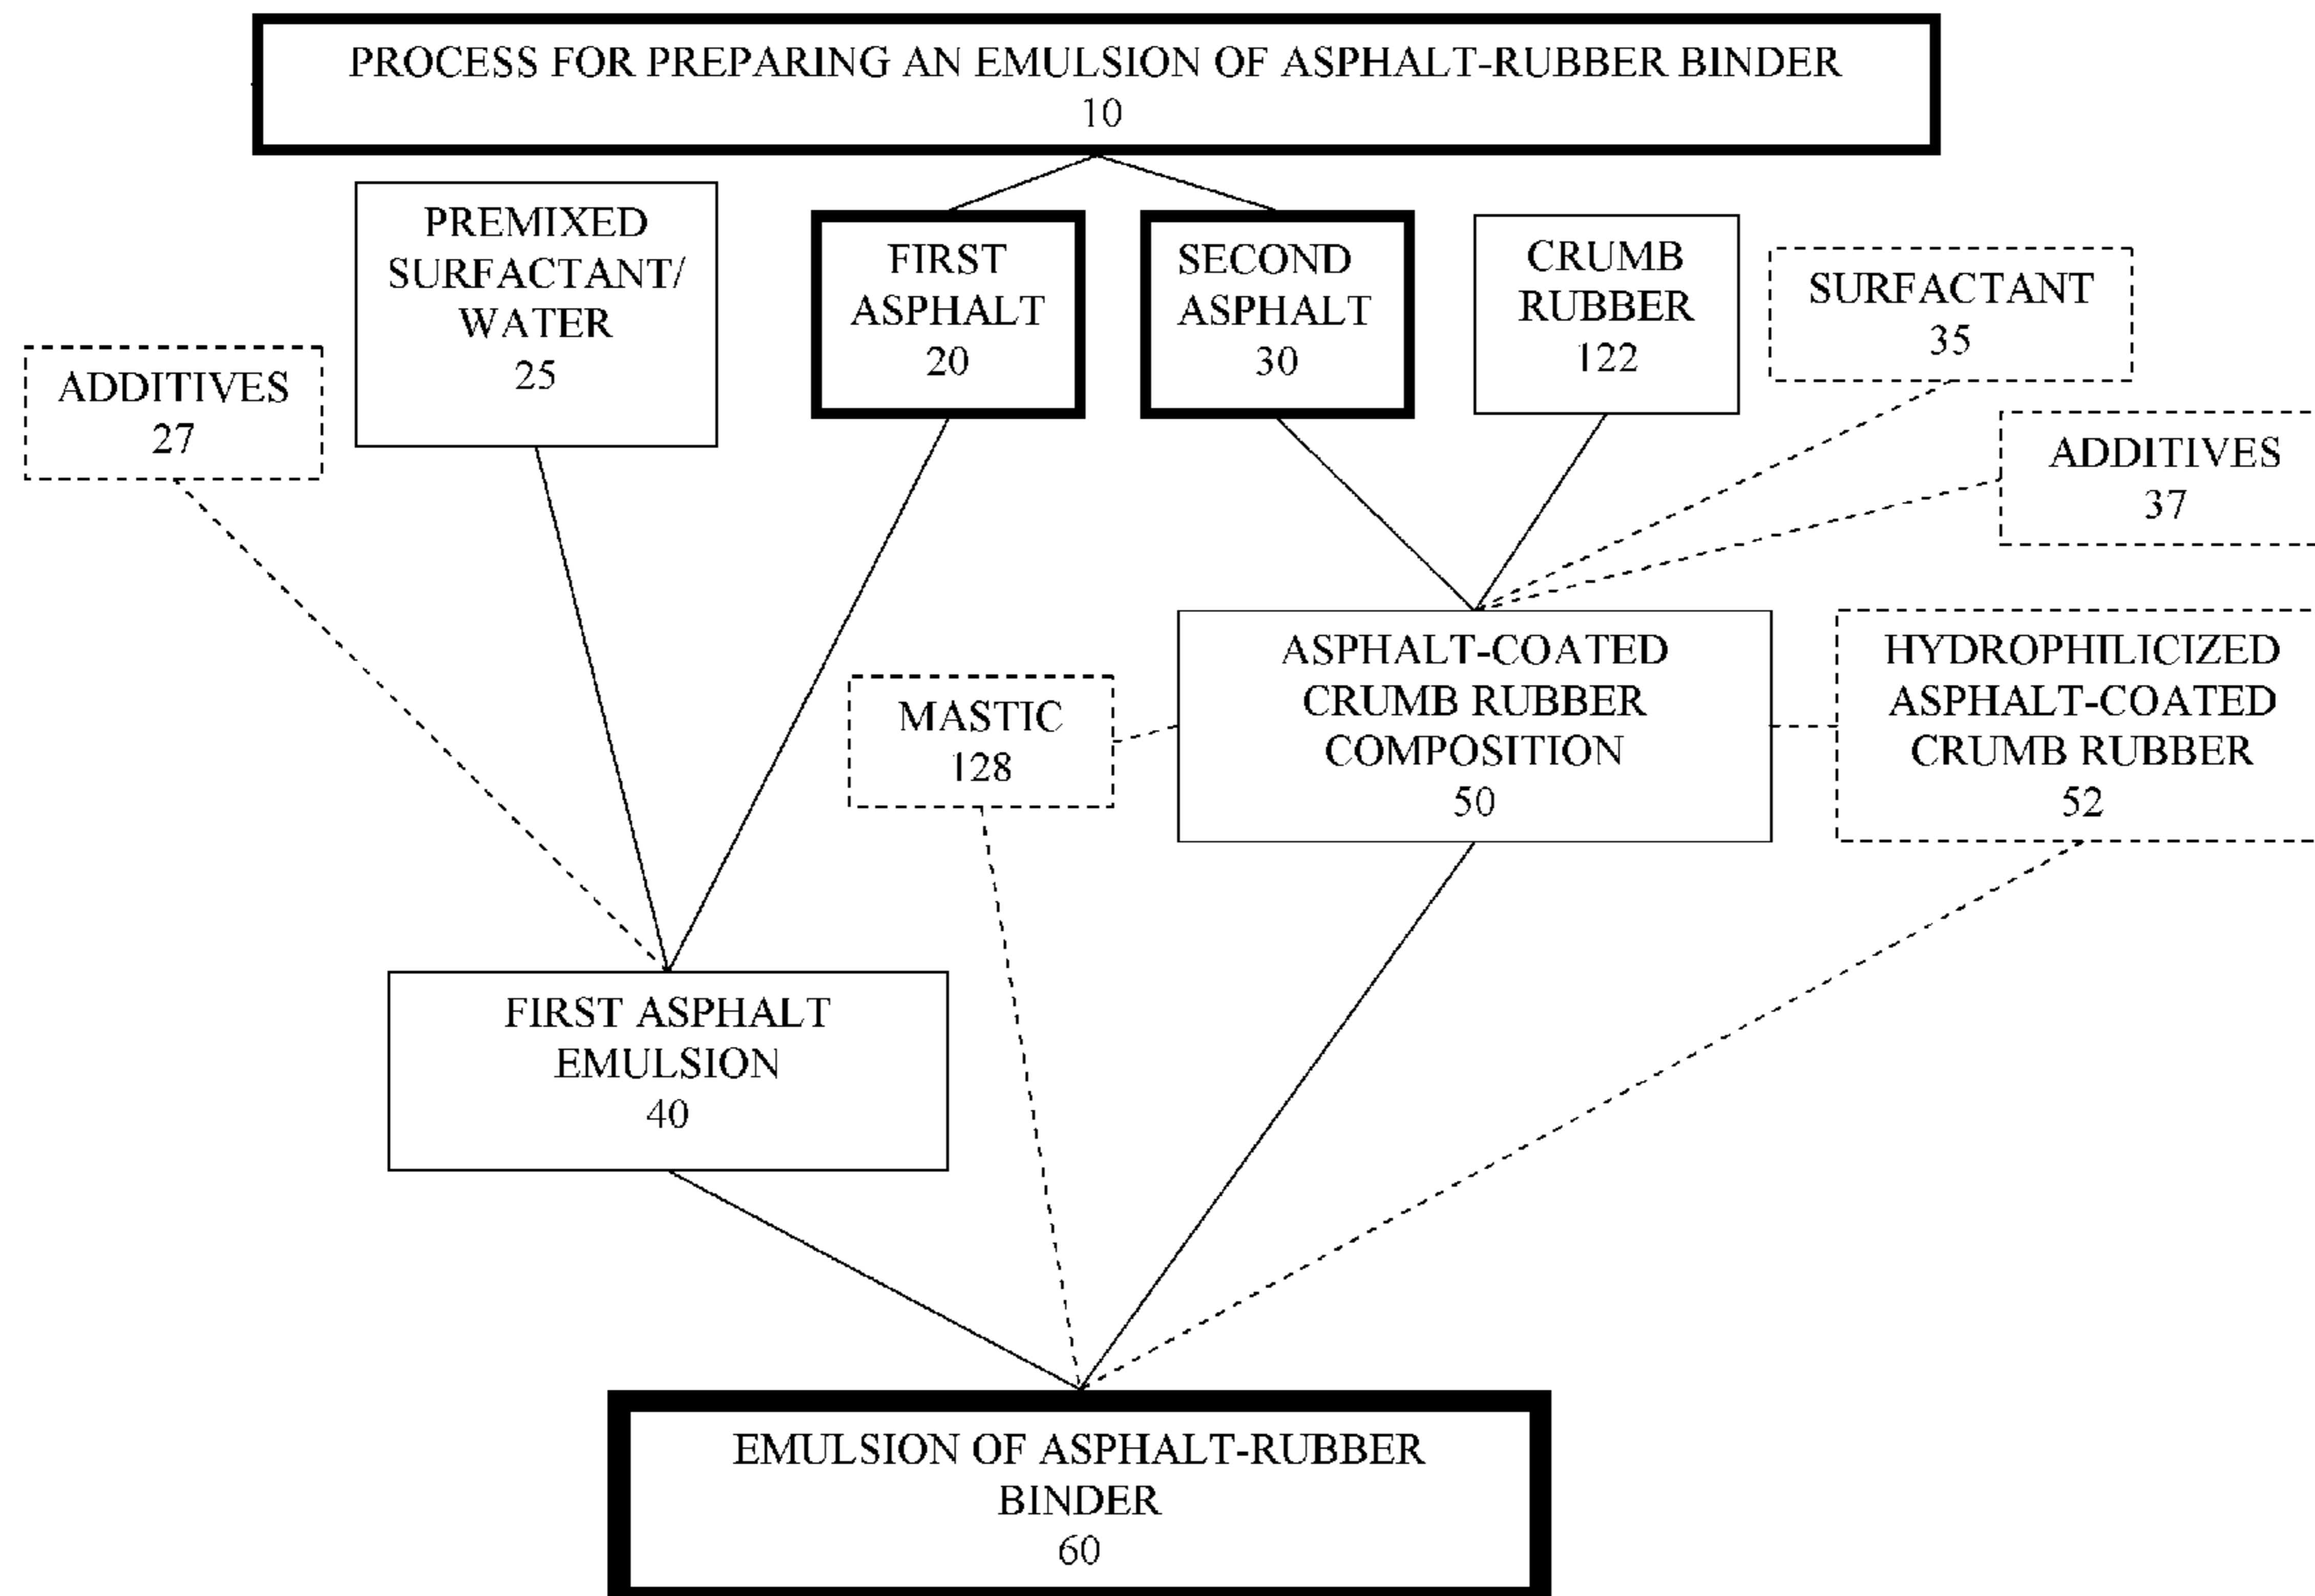 PROCESS FOR PREPARING AN EMULSION OF ASPHALT-RUBBER BINDER
10
PREMIXED
SURFACTANT/
WATER
25
FIRST
ASPHALT
20
SECOND
ASPHALT
30
CRUMB
RUBBER
122
SURFACTANT
35
ADDITIVES
27
ADDITIVES
37
ASPHALT-COATED
CRUMB RUBBER
COMPOSITION
50
HYDROPHILICIZED
ASPHALT-COATED
CRUMB RUBBER
52
MASTIC
128
FIRST ASPHALT
EMULSION
40
EMULSION OF ASPHALT-RUBBER
BINDER
60